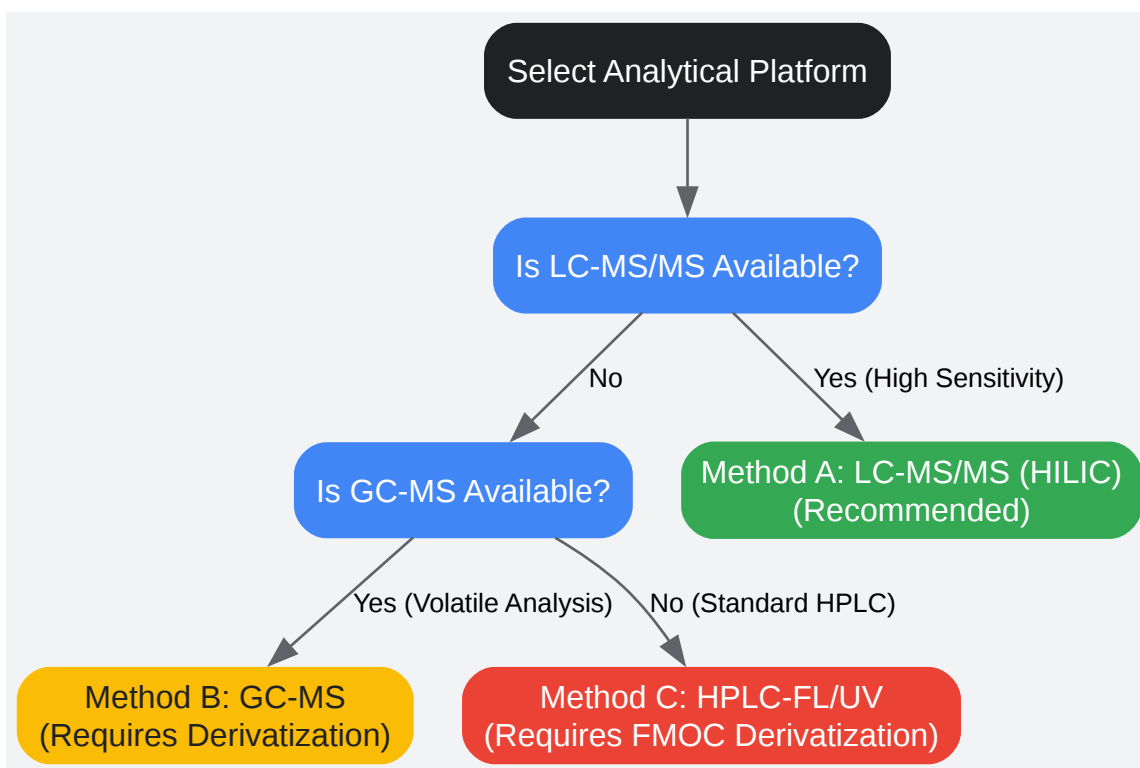 Select Analytical Platform
Is LC-MS/MS Available?
No
Yes (High Sensitivity)
Is GC-MS Available?
Method A: LC-MS/MS (HILIC)
(Recommended)
Yes (Volatile Analysis)
No (Standard HPLC)
Method B: GC-MS
(Requires Derivatization)
Method C: HPLC-FL/UV
(Requires FMOC Derivatization)